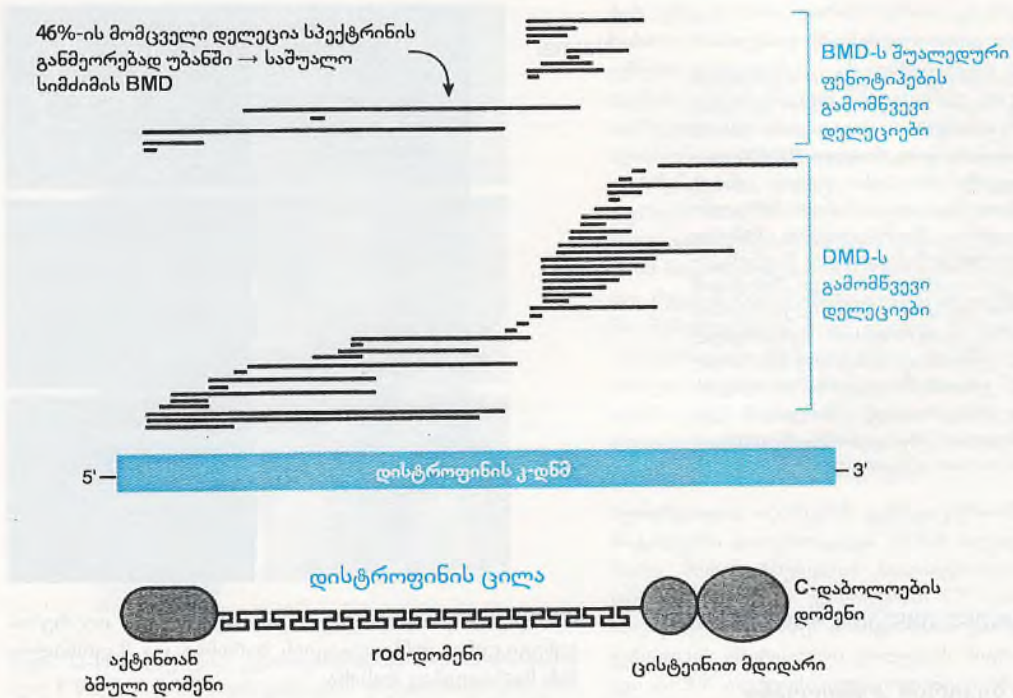 46%-ის მომცველი დელეცია სპექტრინის
განმეორებად უბანში → საშუალო
სიმძიმის BMD
BMD-ს შუალედური
ფენოტიპების
გამომწვევი
დელეციები
DMD-ს
გამომწვევი
დელეციები
5'
დისტროფინის კ-დნმ
3'
დისტროფინის ცილა
აქტინთან
ბმული დომენი
rod-დომენი
ცისტეინით მდიდარი
C-დაბოლოების
დომენი